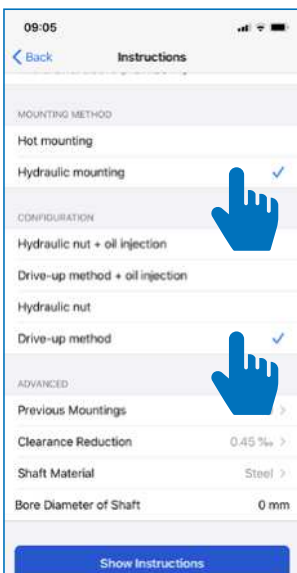 09:05
Back Instructions
MOUNTING METHOD
Hot mounting
Hydraulic mounting
CONFIGURATION
Hydraulic nut + oil injection
Drive-up method + oil injection
Hydraulic nut
Drive-up method
ADVANCED
Previous Mountings
Clearance Reduction 0.45 ‰
Shaft Material Steel
Bore Diameter of Shaft 0 mm
Show Instructions